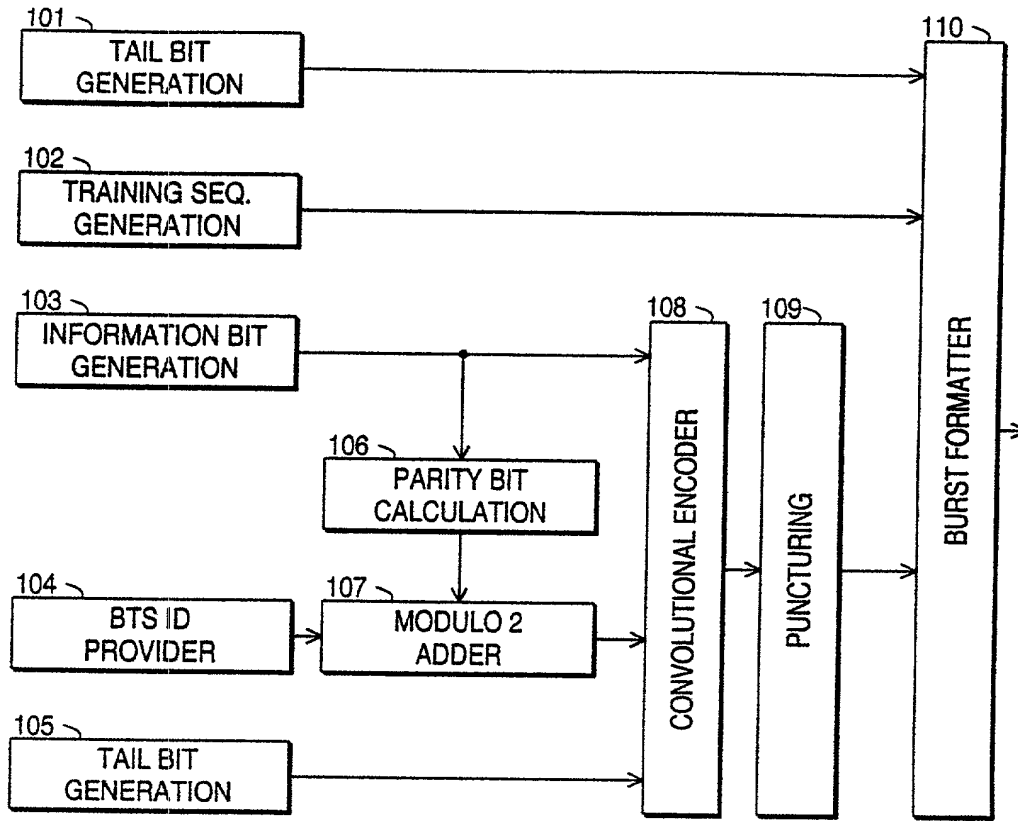 101
TAIL BIT
GENERATION
102
TRAINING SEQ.
GENERATION
103
INFORMATION BIT
GENERATION
106
PARITY BIT
CALCULATION
104
BTS ID
PROVIDER
107
MODULO 2
ADDER
105
TAIL BIT
GENERATION
108
CONVOLUTIONAL ENCODER
109
PUNCTURING
110
BURST FORMATTER